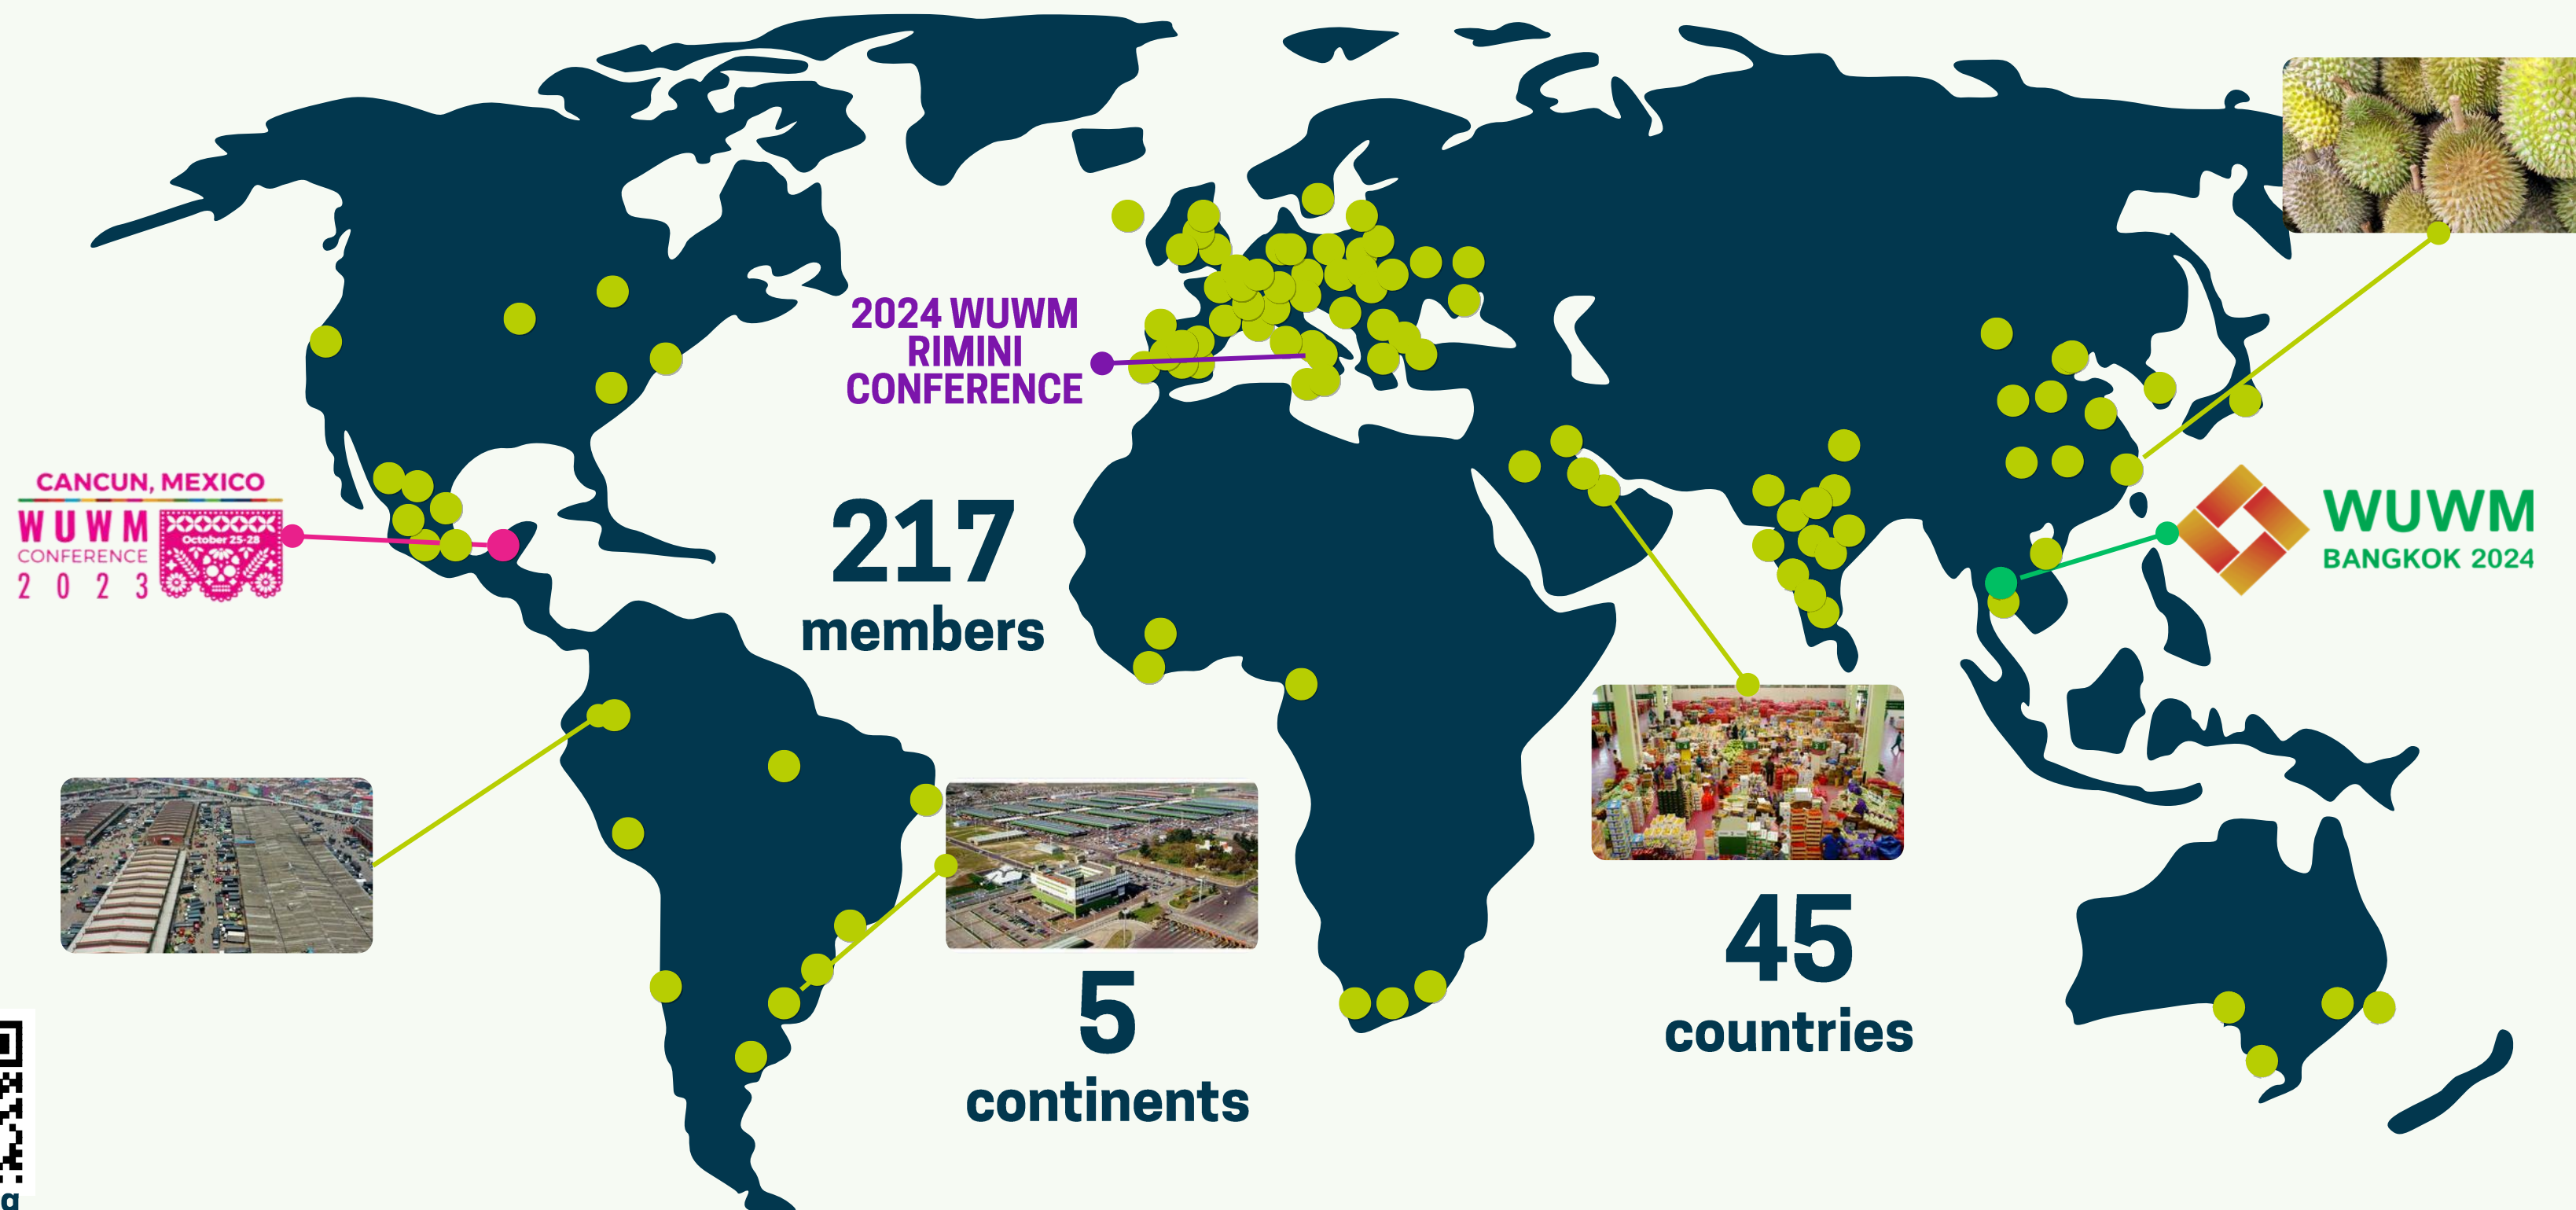 2024 WUWM
RIMINI
CONFERENCE
CANCUN, MEXICO
WUWM
CONFERENCE
2023
October 25-28
217
members
WUWM
BANGKOK 2024
5
continents
45
countries